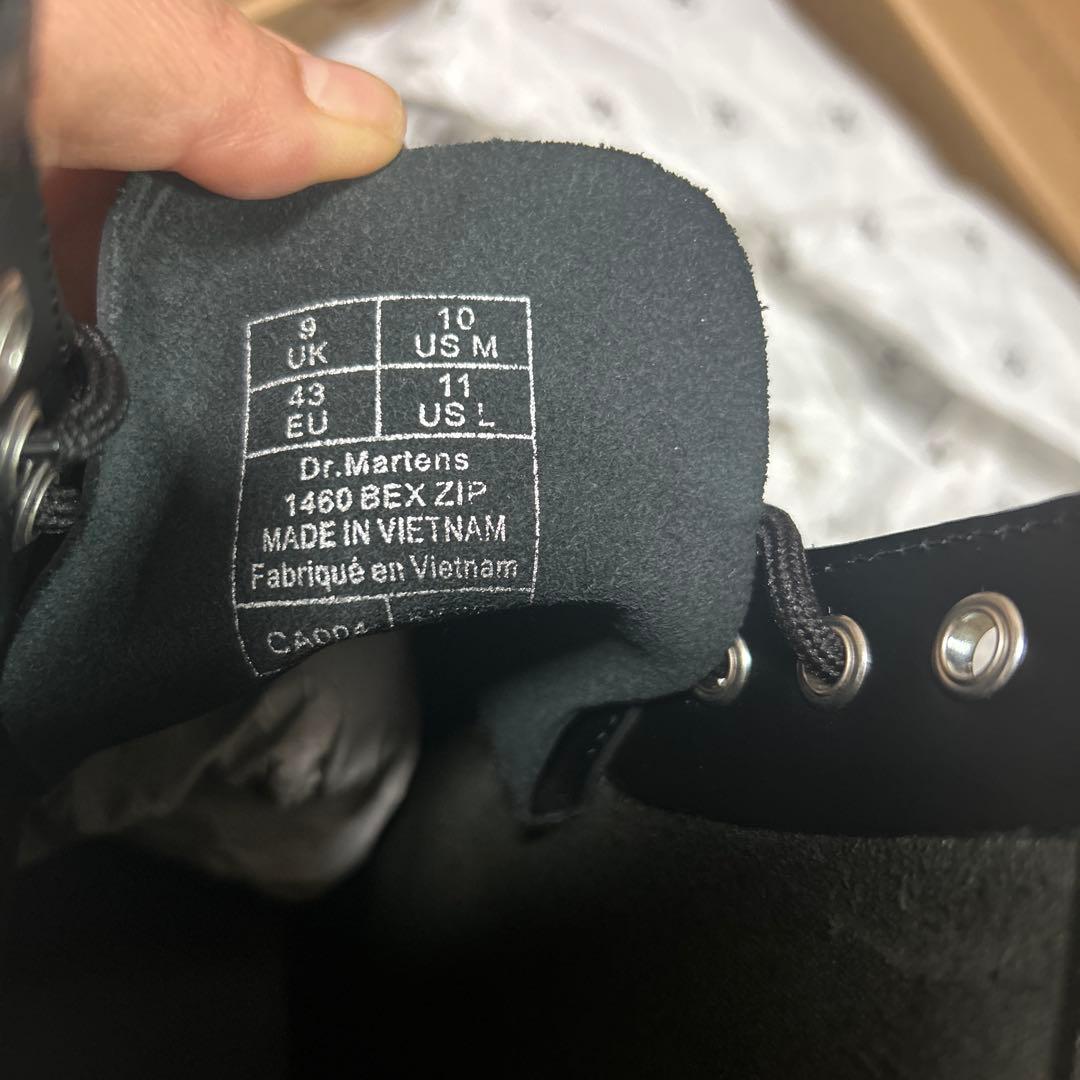 9 UK
10 US M
43 EU
11 US L
Dr.Martens
1460 BEX ZIP
MADE IN VIETNAM
Fabriqué en Vietnam